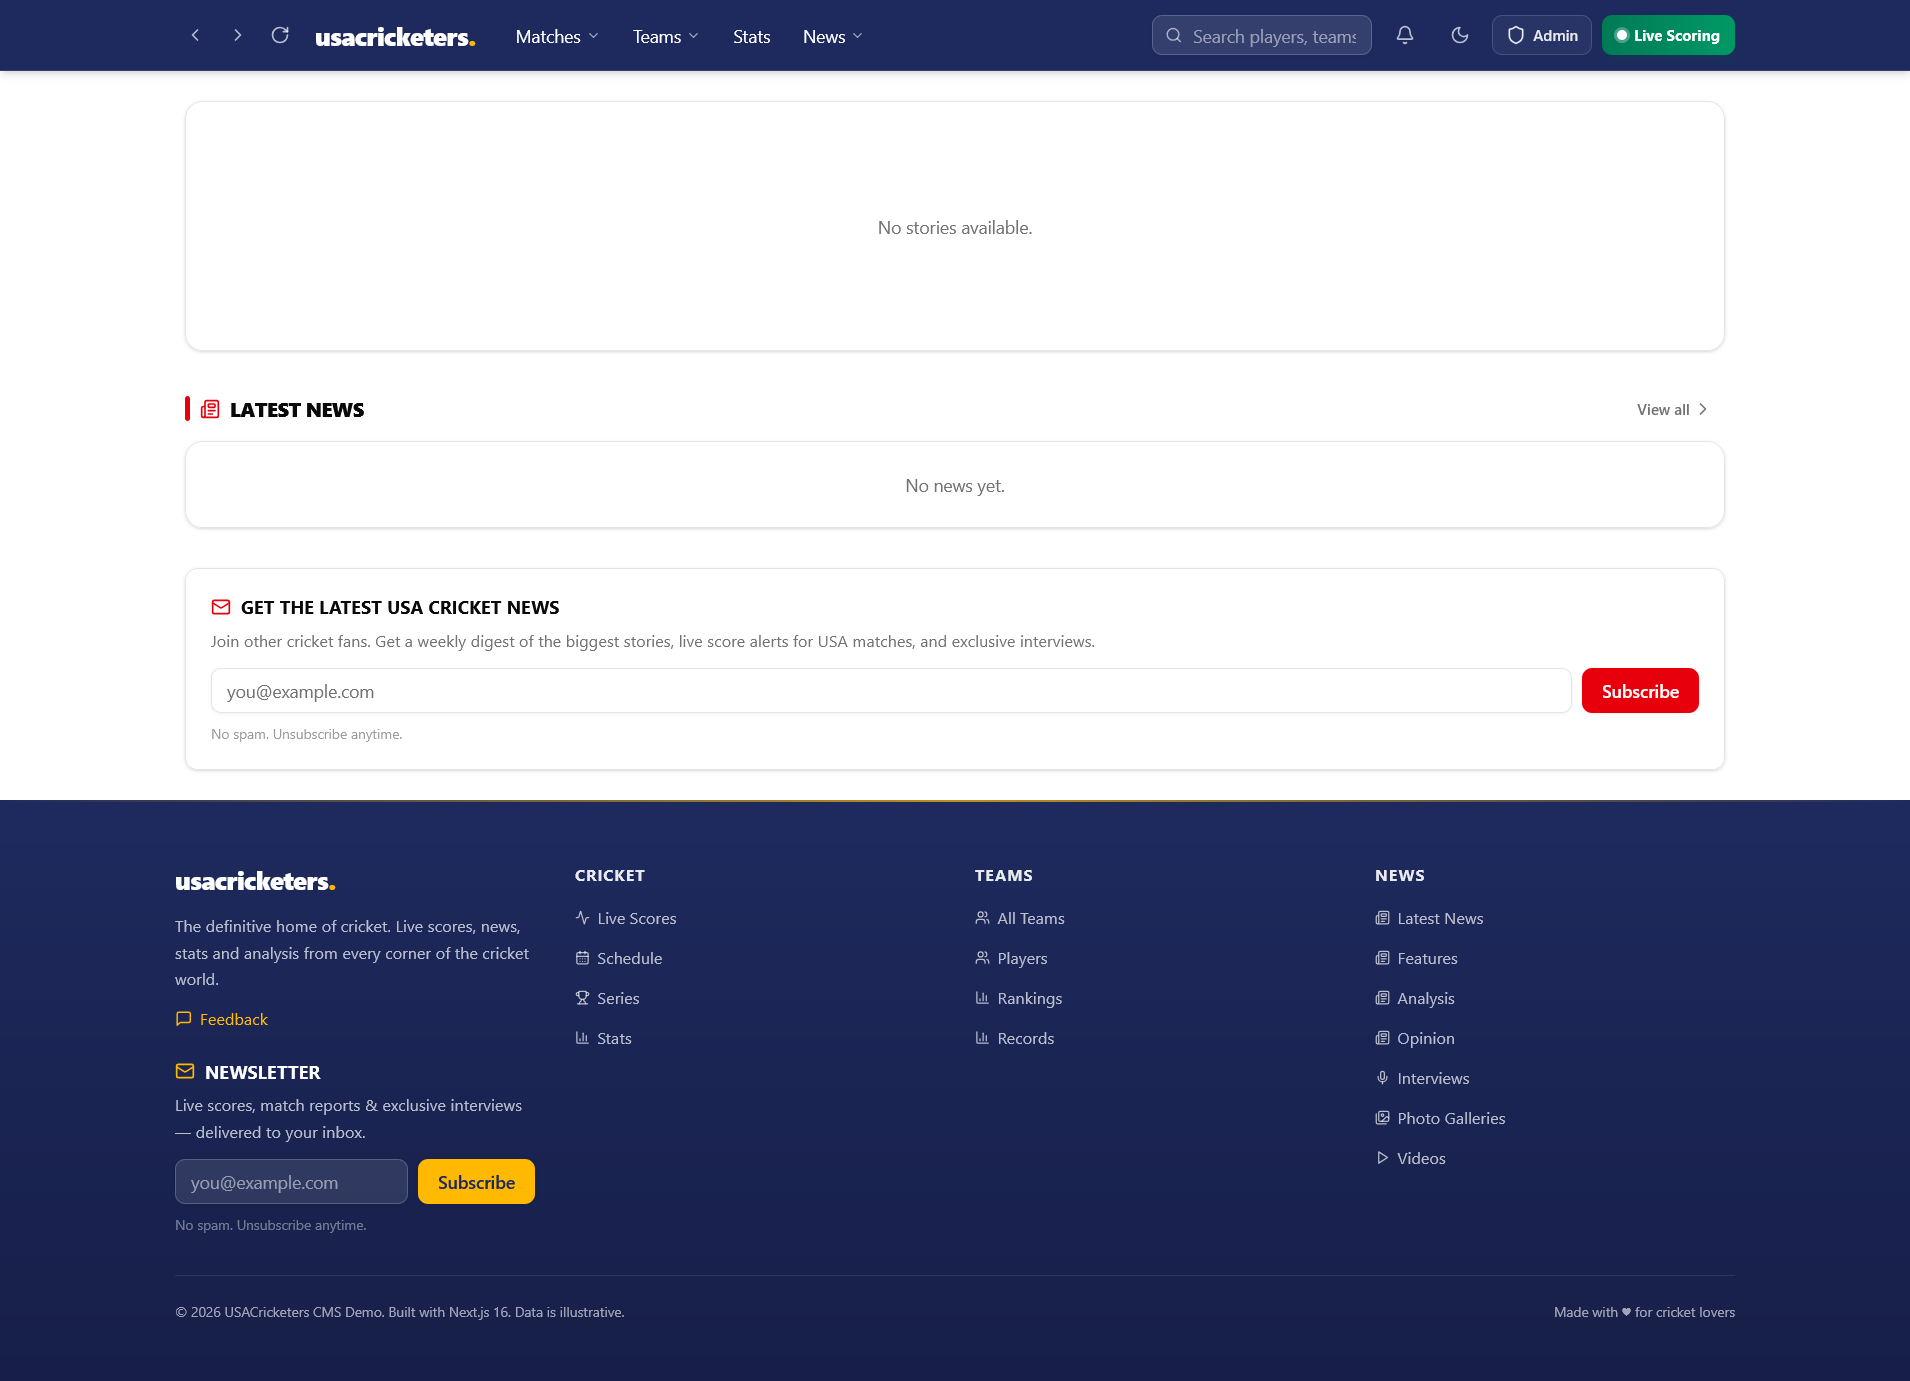 usacricketers.
Matches
Teams
Stats
News
Search players, teams
Admin
Live Scoring
No stories available.
LATEST NEWS
View all
No news yet.
GET THE LATEST USA CRICKET NEWS
Join other cricket fans. Get a weekly digest of the biggest stories, live score alerts for USA matches, and exclusive interviews.
you@example.com
Subscribe
No spam. Unsubscribe anytime.
usacricketers.
The definitive home of cricket. Live scores, news,
stats and analysis from every corner of the cricket
world.
Feedback
NEWSLETTER
Live scores, match reports & exclusive interviews
— delivered to your inbox.
you@example.com
Subscribe
No spam. Unsubscribe anytime.
CRICKET
Live Scores
Schedule
Series
Stats
TEAMS
All Teams
Players
Rankings
Records
NEWS
Latest News
Features
Analysis
Opinion
Interviews
Photo Galleries
Videos
© 2026 USACricketers CMS Demo. Built with Next.js 16. Data is illustrative.
Made with ♥ for cricket lovers